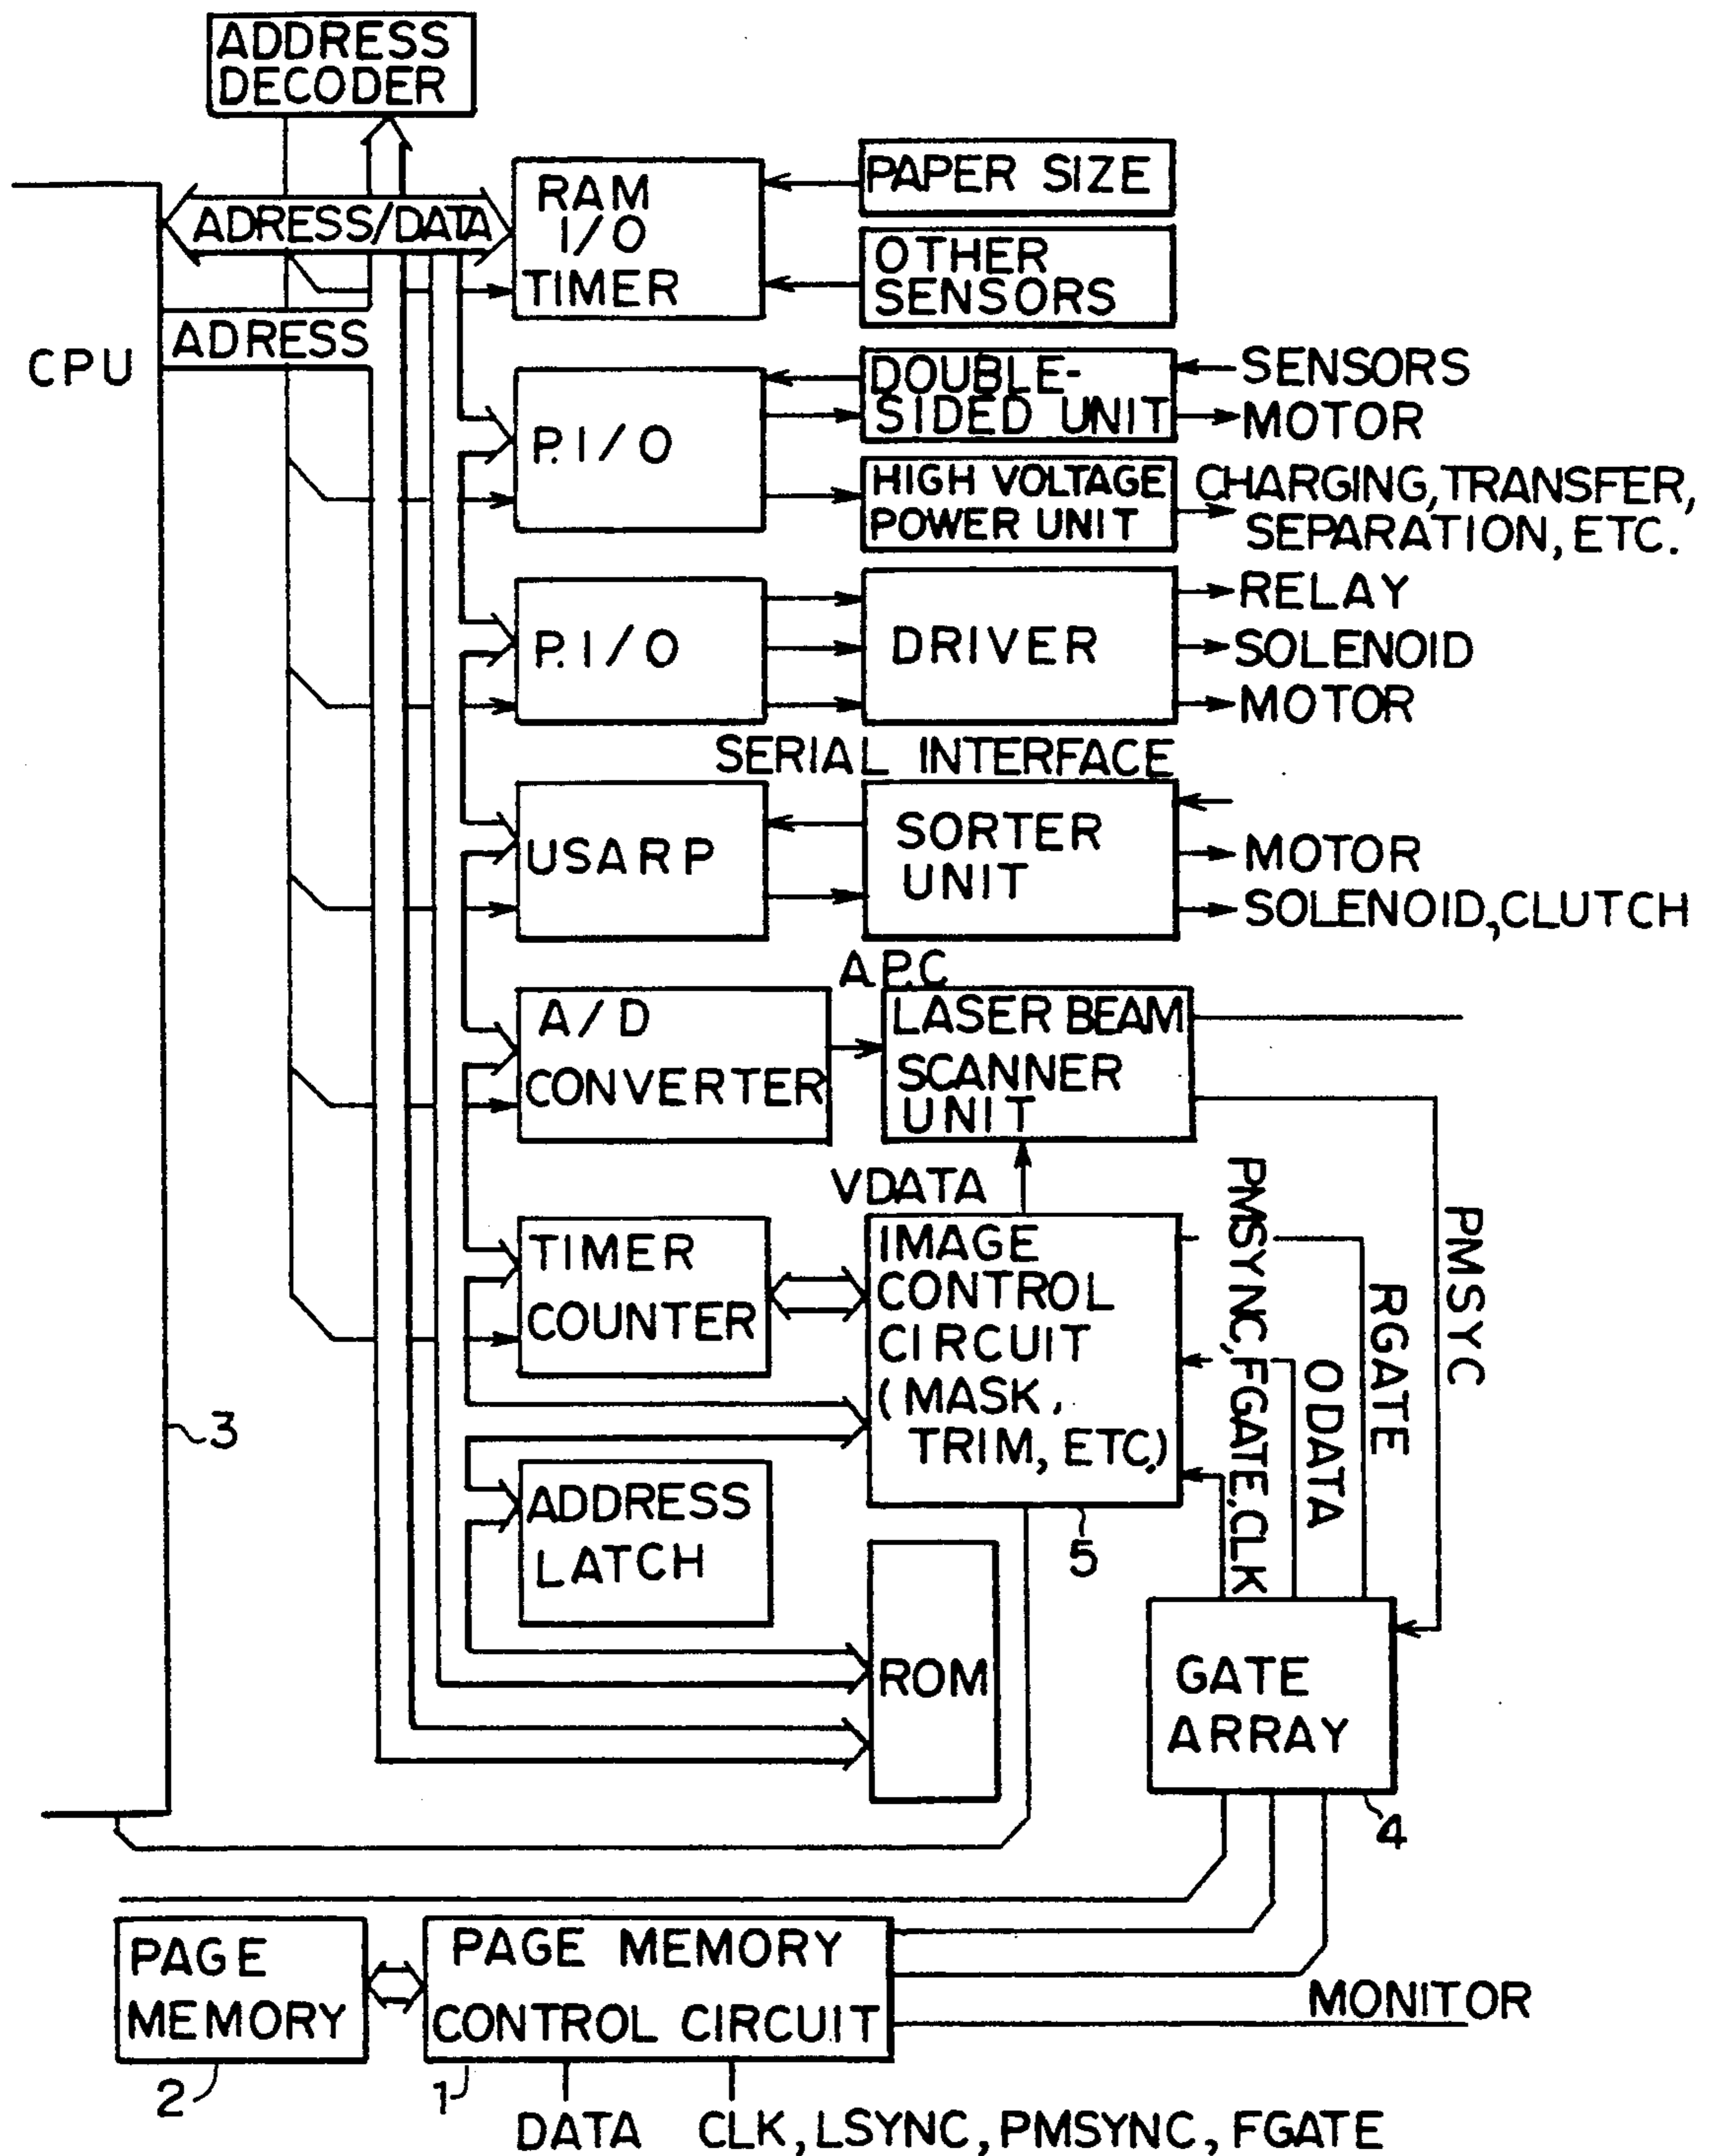 ADDRESS
DECODER
ADRESS/DATA
RAM
I/O
TIMER
PAPER SIZE
OTHER
SENSORS
CPU
ADRESS
P.I/O
DOUBLE-
SIDED UNIT
SENSORS
MOTOR
HIGH VOLTAGE
POWER UNIT
CHARGING, TRANSFER,
SEPARATION, ETC.
P.I/O
DRIVER
RELAY
SOLENOID
MOTOR
SERIAL INTERFACE
USARP
SORTER
UNIT
MOTOR
SOLENOID, CLUTCH
A.P.C
A/D
CONVERTER
LASER BEAM
SCANNER
UNIT
VDATA
TIMER
COUNTER
IMAGE
CONTROL
CIRCUIT
(MASK,
TRIM, ETC.)
PMSYNC, FGATE, CLK
ODATA
RGATE
PMSYC
3
5
ADDRESS
LATCH
ROM
GATE
ARRAY
4
PAGE
MEMORY
PAGE MEMORY
CONTROL CIRCUIT
MONITOR
2
1
DATA
CLK, LSYNC, PMSYNC, FGATE